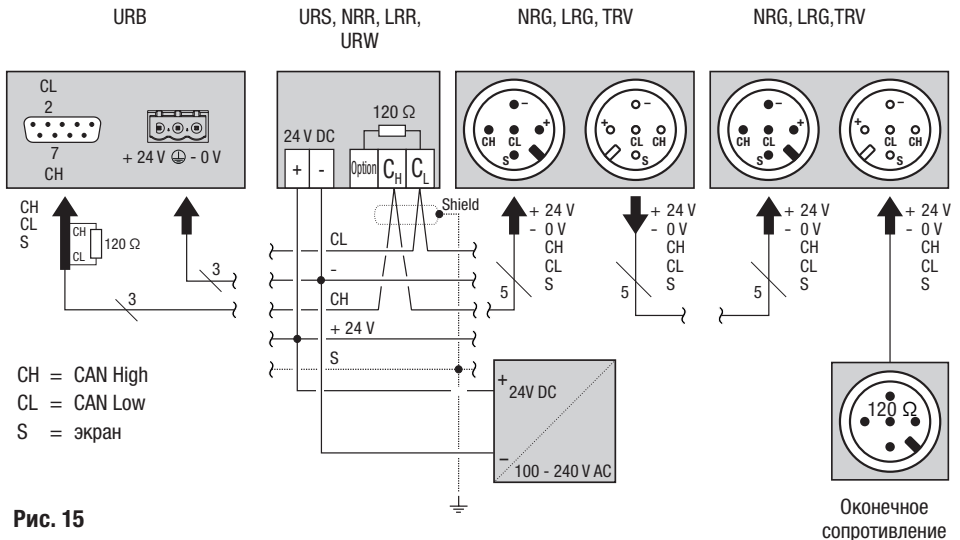 URB
URS, NRR, LRR,
URW
NRG, LRG, TRV
NRG, LRG,TRV
CL
2
7
CH
+ 24 V - 0 V
120 Ω
24 V DC
+ -
Option CH CL
-
+
CH CL
S
-
+
CL CH
S
-
+
CH CL
S
-
+
CL CH
S
CH
CL
S
CH
CL
120 Ω
3
3
Shield
CL
-
CH
+ 24 V
S
+ 24 V
- 0 V
CH
CL
S
5
+ 24 V
- 0 V
CH
CL
S
5
+ 24 V
- 0 V
CH
CL
S
5
+ 24 V
- 0 V
CH
CL
S
CH = CAN High
CL = CAN Low
S = экран
+
24V DC
-
100 - 240 V AC
120 Ω
Оконечное
сопротивление
Рис. 15